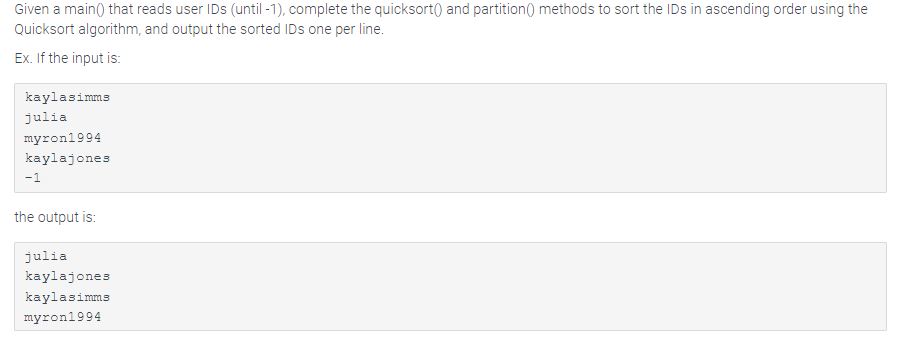 Given a main() that reads user IDs (until -1), complete the quicksort() and partition() methods to sort the IDs in ascending order using the
Quicksort algorithm, and output the sorted IDs one per line.
Ex. If the input is:
kaylasimms
julia
myron1994
kaylajones
-1
the output is:
julia
kaylajones
kaylasimms
myron1994